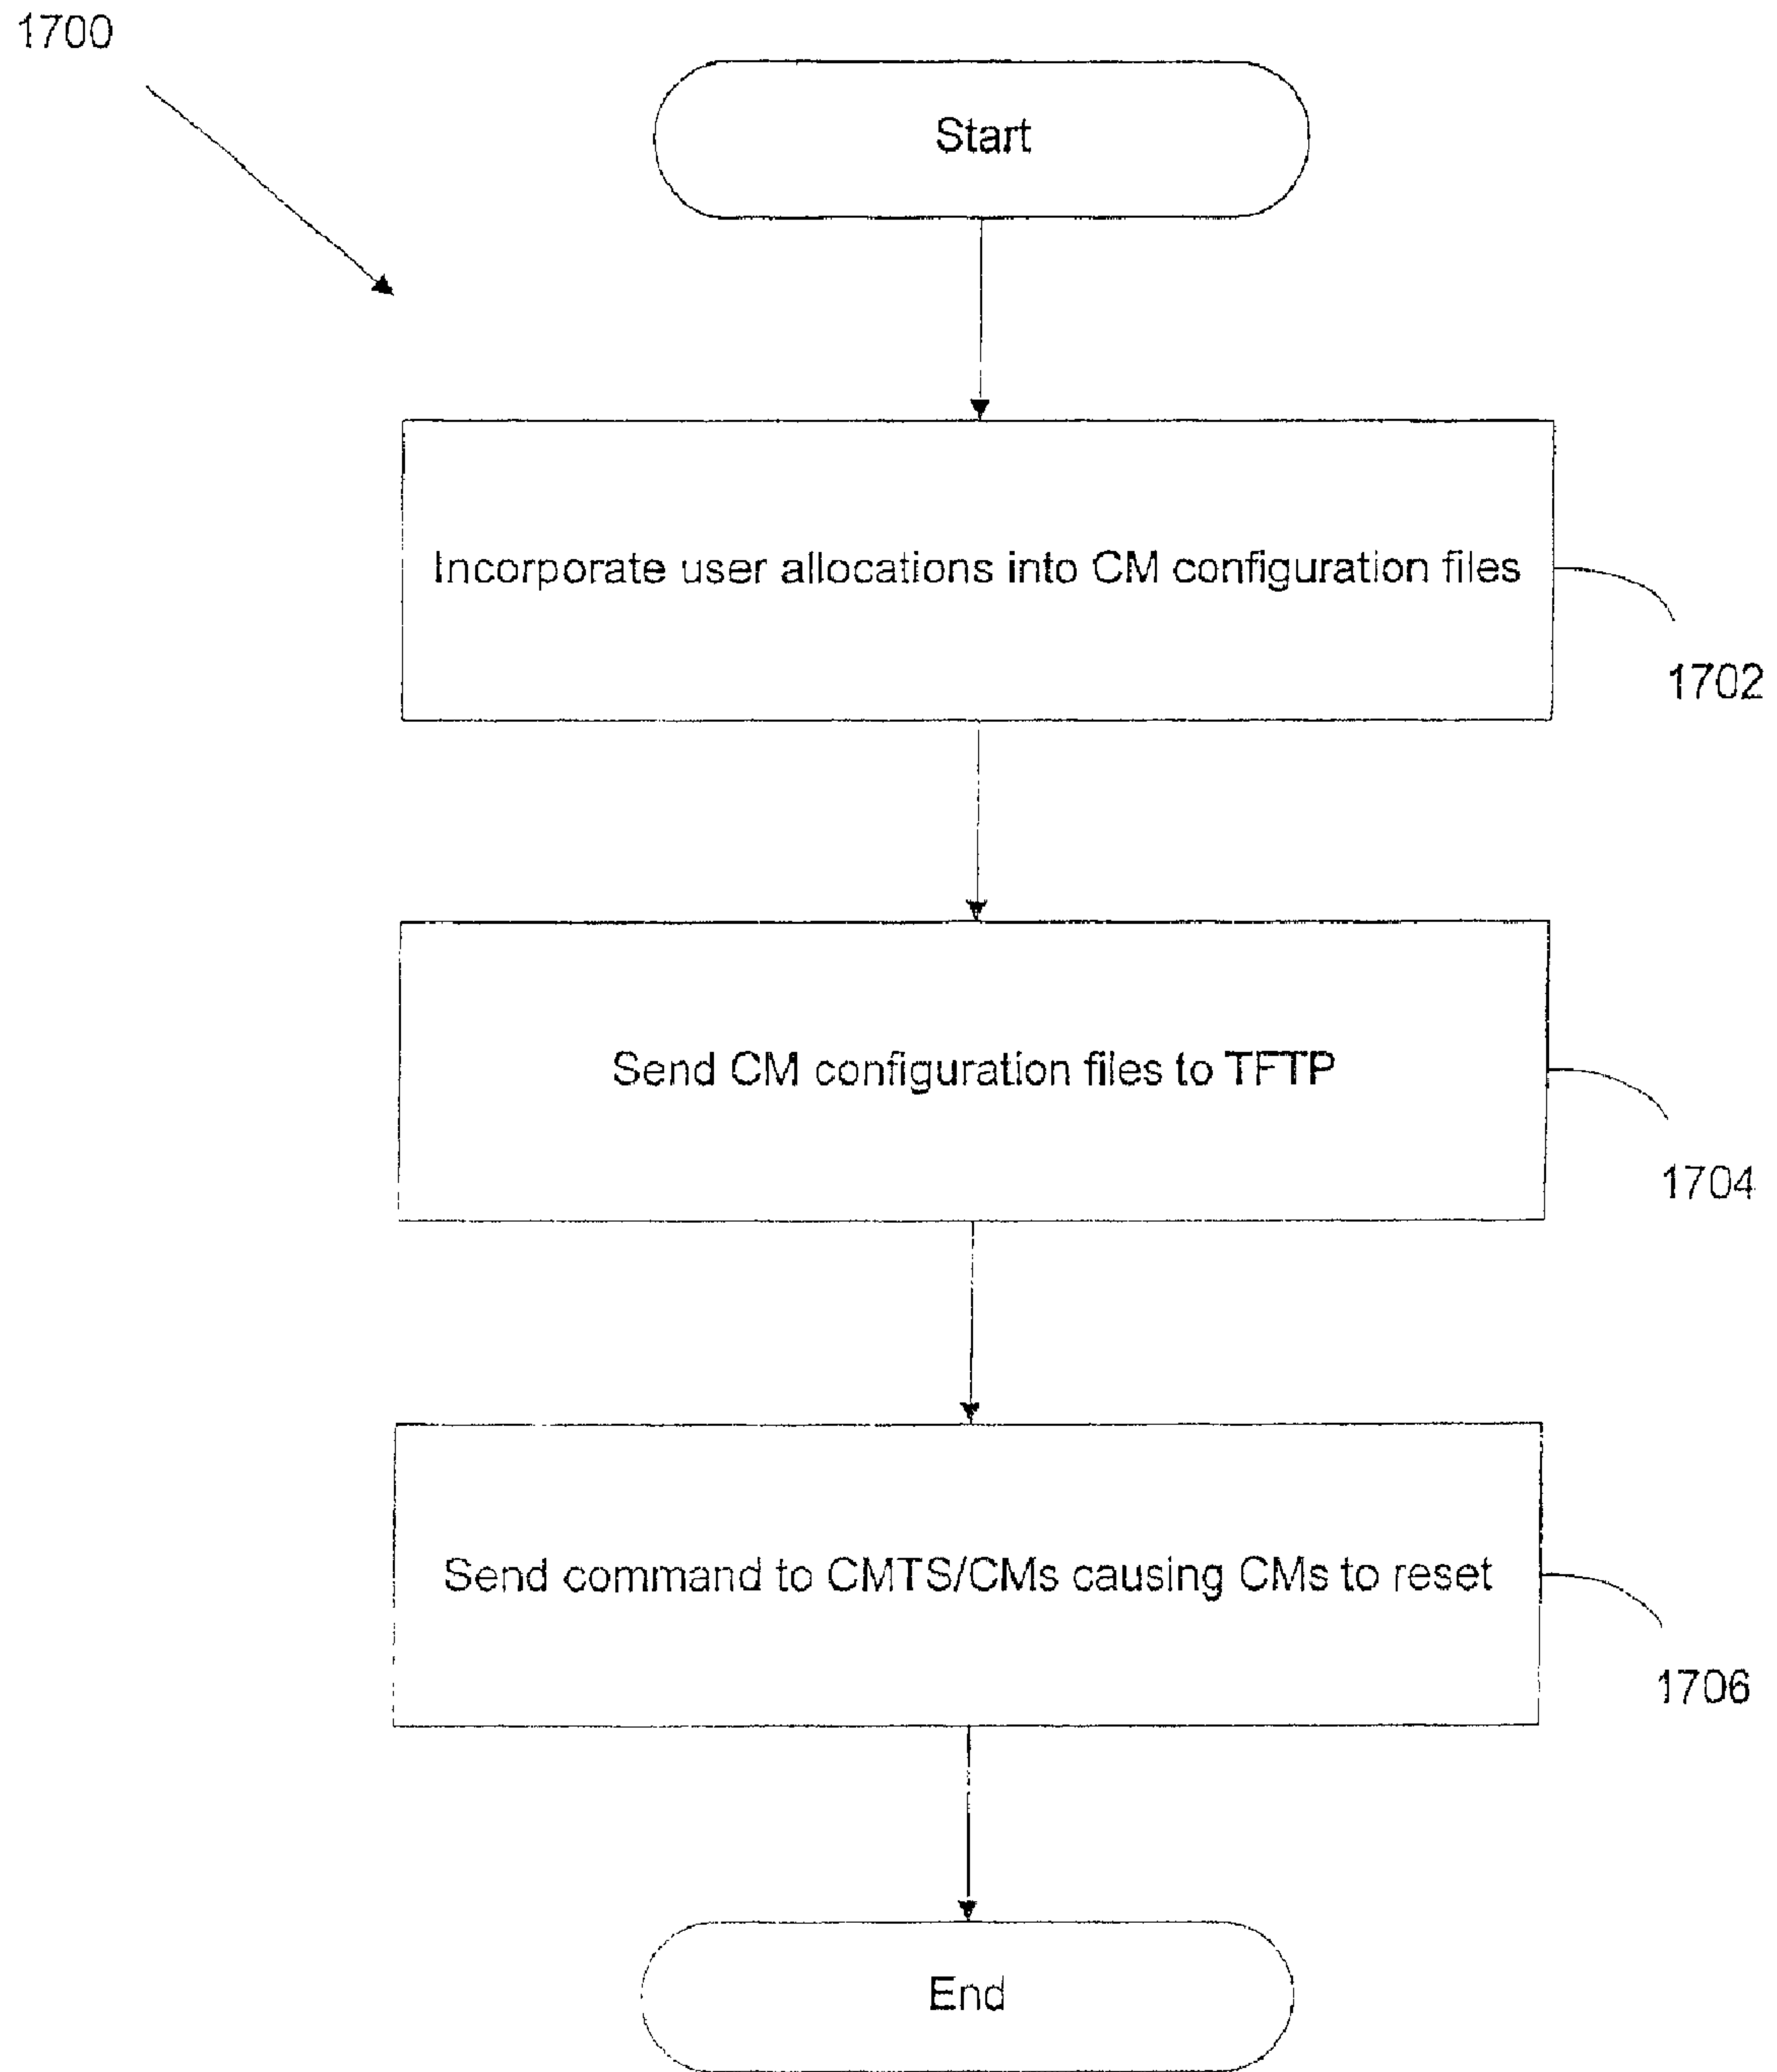 1700
Start
Incorporate user allocations into CM configuration files
1702
Send CM configuration files to TFTP
1704
Send command to CMTS/CMs causing CMs to reset
1706
End